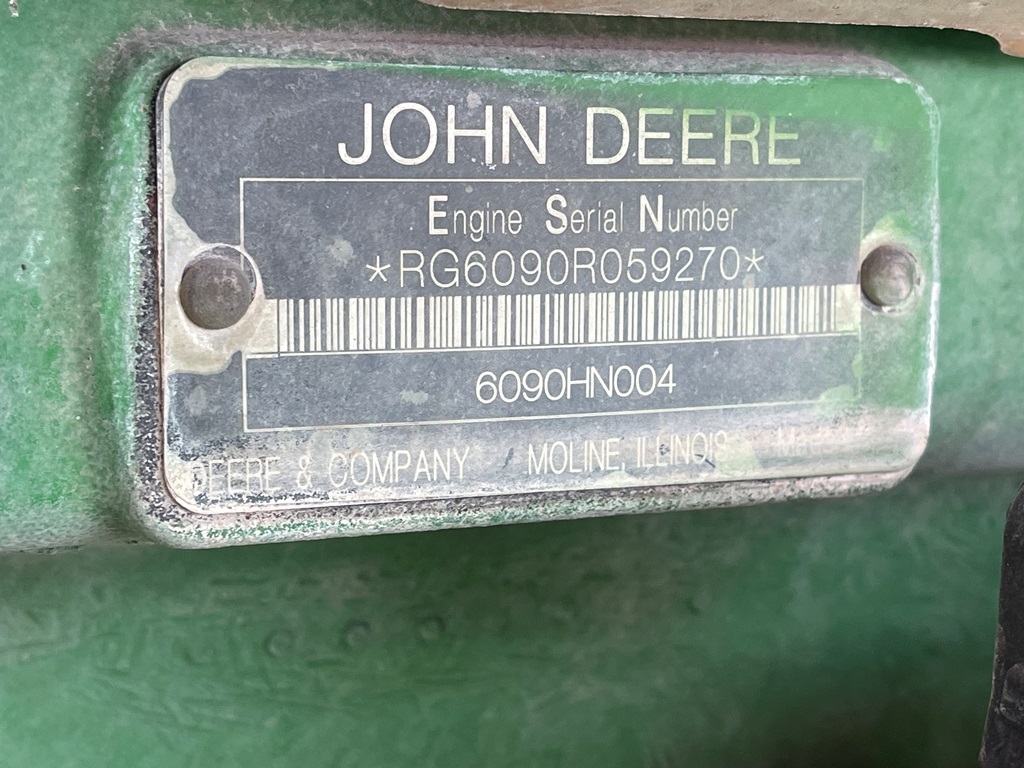 JOHN DEERE
Engine Serial Number
*RG6090R059270*
6090HN004
DEERE & COMPANY MOLINE, ILLINOIS